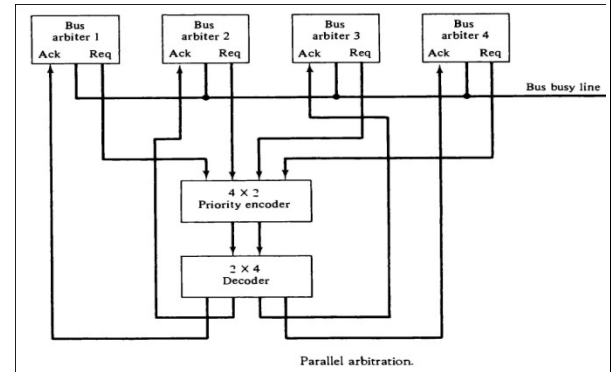 Bus
arbiter 1
Ack Req
Bus
arbiter 2
Ack Req
Bus
arbiter 3
Ack Req
Bus
arbiter 4
Ack Req
Bus busy line
4 × 2
Priority encoder
2 × 4
Decoder
Parallel arbitration.